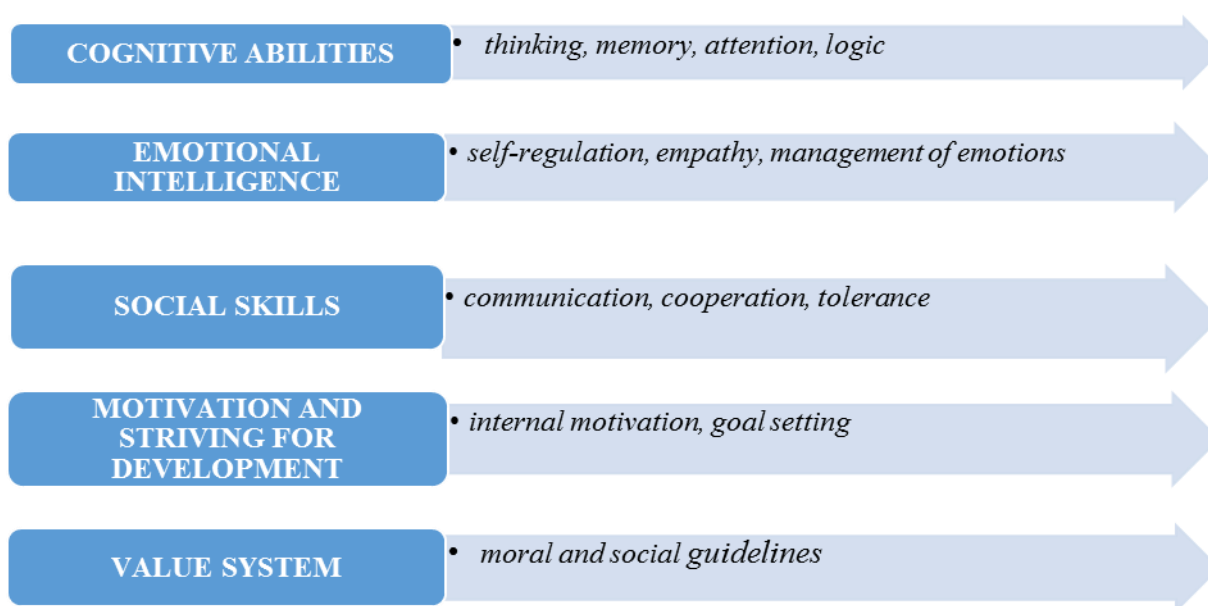 COGNITIVE ABILITIES
• thinking, memory, attention, logic
EMOTIONAL
INTELLIGENCE
• self-regulation, empathy, management of emotions
SOCIAL SKILLS
• communication, cooperation, tolerance
MOTIVATION AND
STRIVING FOR
DEVELOPMENT
• internal motivation, goal setting
VALUE SYSTEM
• moral and social guidelines